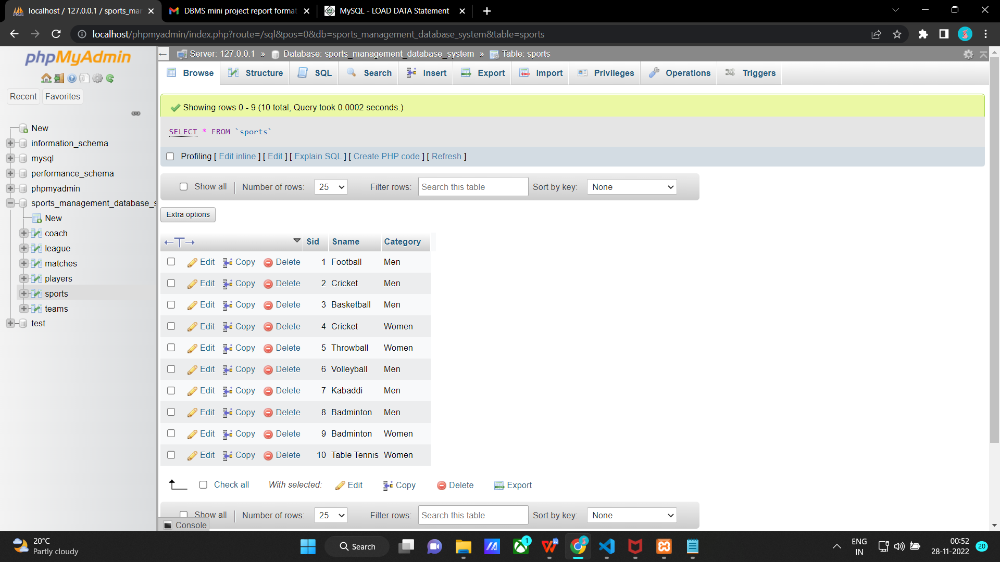 localhost / 127.0.0.1 / sports_mar
DBMS mini project report format
MySQL - LOAD DATA Statement
localhost/phpmyadmin/index.php?route=/sql&pos=0&db=sports_management_database_system&table=sports
phpMyAdmin
Recent
Favorites
New
information_schema
mysql
performance_schema
phpmyadmin
sports_management_database_s
New
coach
league
matches
players
sports
teams
test
Server: 127.0.0.1 » Database: sports_management_database_system » Table: sports
Browse Structure SQL Search Insert Export Import Privileges Operations Triggers
Showing rows 0 - 9 (10 total, Query took 0.0002 seconds.)
SELECT * FROM `sports`
Profiling [ Edit inline ] [ Edit ] [ Explain SQL ] [ Create PHP code ] [ Refresh ]
Show all Number of rows: 25 Filter rows: Search this table Sort by key: None
Extra options
←T→ Sid Sname Category
Edit Copy Delete 1 Football Men
Edit Copy Delete 2 Cricket Men
Edit Copy Delete 3 Basketball Men
Edit Copy Delete 4 Cricket Women
Edit Copy Delete 5 Throwball Women
Edit Copy Delete 6 Volleyball Men
Edit Copy Delete 7 Kabaddi Men
Edit Copy Delete 8 Badminton Men
Edit Copy Delete 9 Badminton Women
Edit Copy Delete 10 Table Tennis Women
Check all With selected: Edit Copy Delete Export
Show all Number of rows: 25 Filter rows: Search this table Sort by key: None
Console
20°C
Partly cloudy
Search
1
ENG
IN
00:52
28-11-2022
20